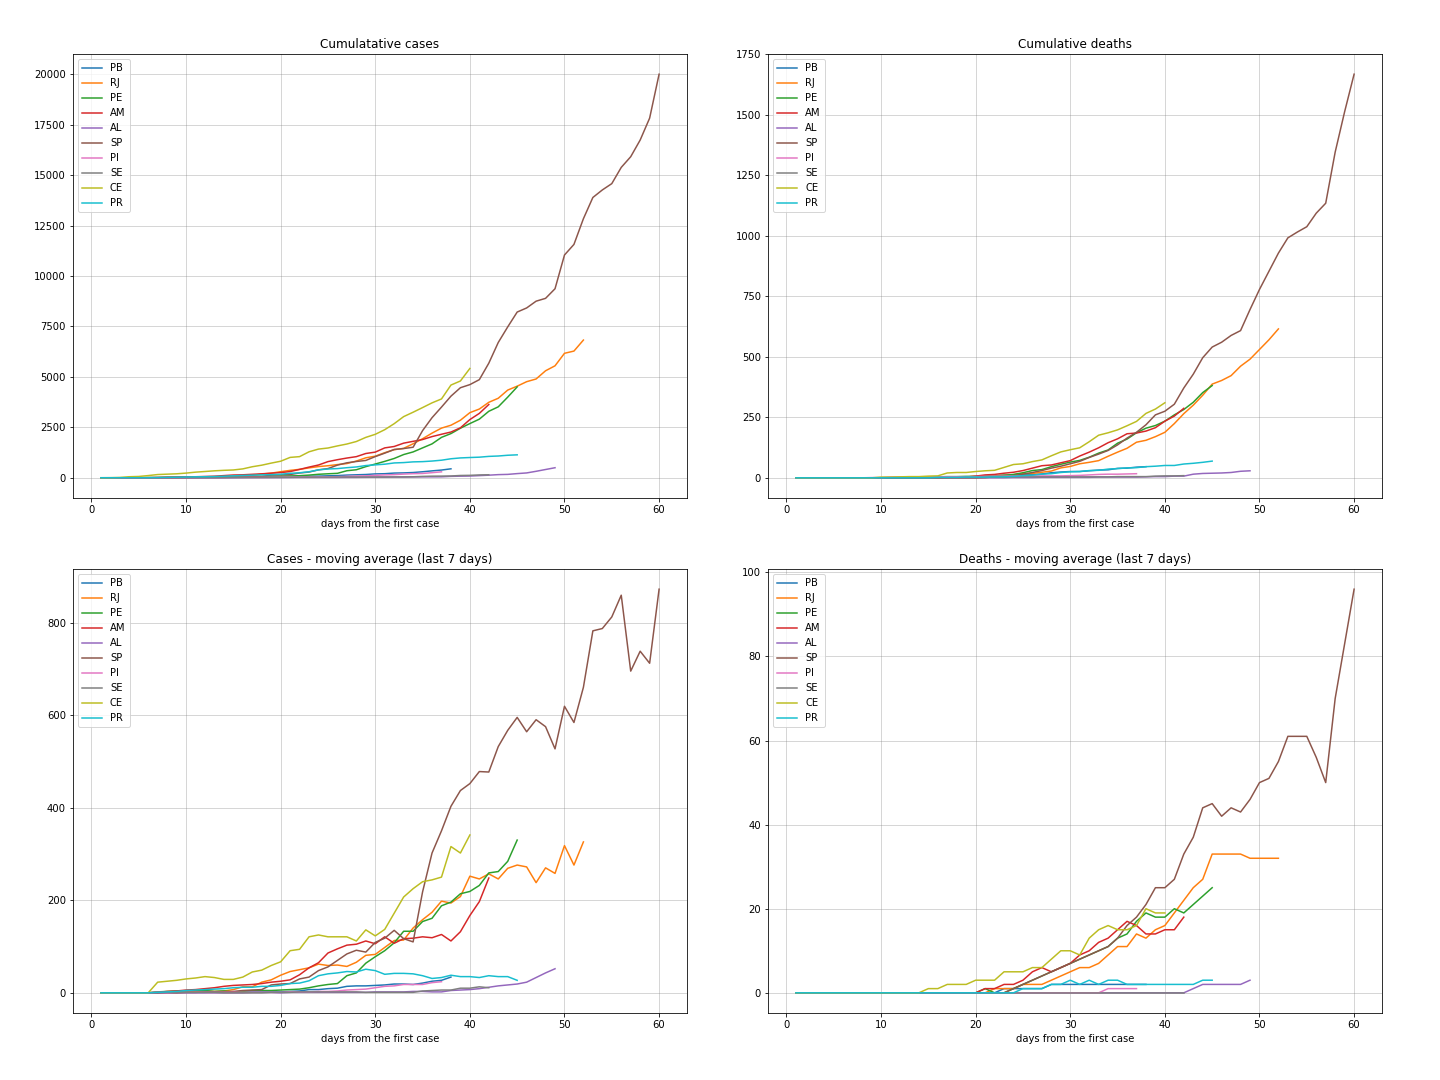 Cumulatative cases
20000
17500
15000
12500
10000
7500
5000
2500
0
PB
RJ
PE
AM
AL
SP
PI
SE
CE
PR
0 10 20 30 40 50 60
days from the first case
Cumulative deaths
1750
1500
1250
1000
750
500
250
0
PB
RJ
PE
AM
AL
SP
PI
SE
CE
PR
0 10 20 30 40 50 60
days from the first case
Cases - moving average (last 7 days)
800
600
400
200
0
PB
RJ
PE
AM
AL
SP
PI
SE
CE
PR
0 10 20 30 40 50 60
days from the first case
Deaths - moving average (last 7 days)
100
80
60
40
20
0
PB
RJ
PE
AM
AL
SP
PI
SE
CE
PR
0 10 20 30 40 50 60
days from the first case